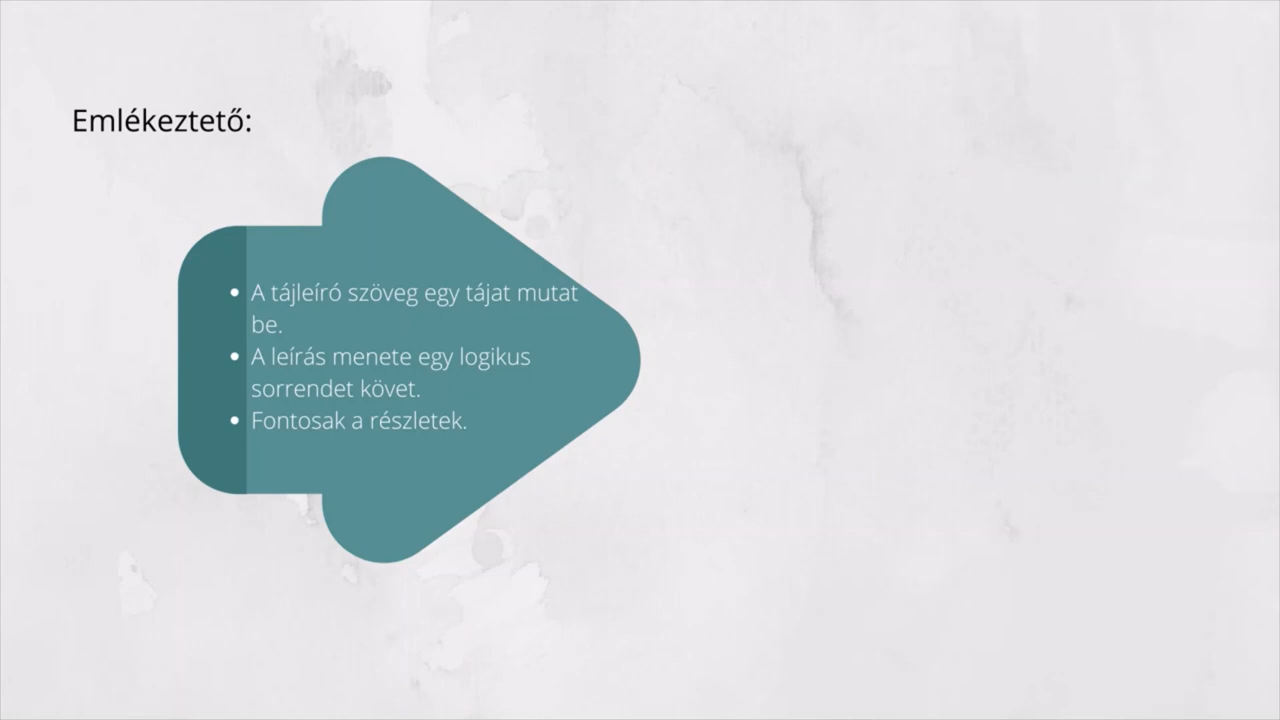 Emlékeztető:
• A tájleíró szöveg egy tájat mutat
be.
• A leírás menete egy logikus
sorrendet követ.
• Fontosak a részletek.